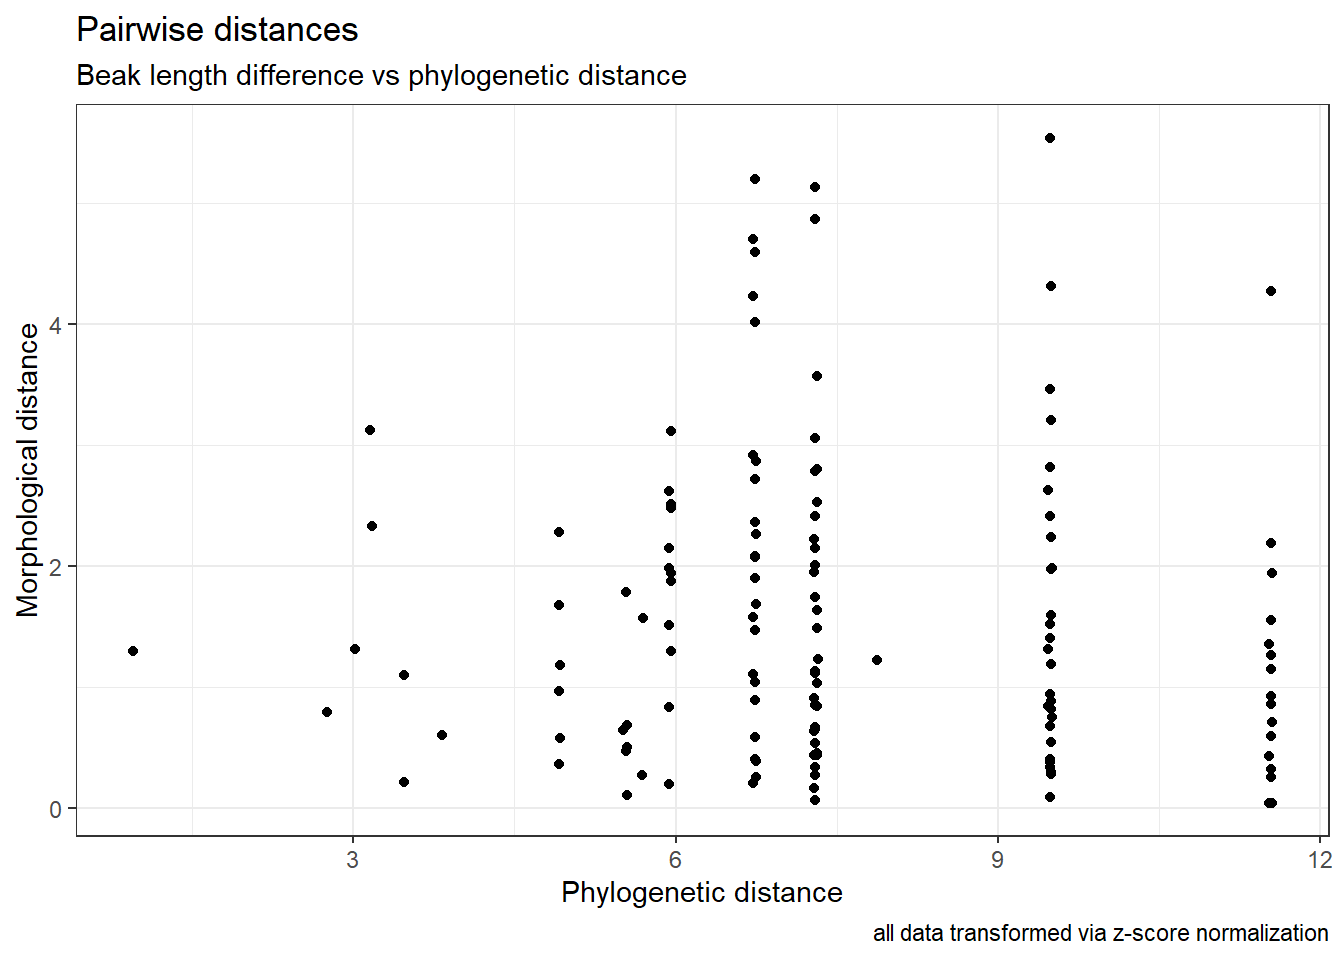 Pairwise distances
Beak length difference vs phylogenetic distance
Morphological distance
4
2
0
3 6 9 12
Phylogenetic distance
all data transformed via z-score normalization